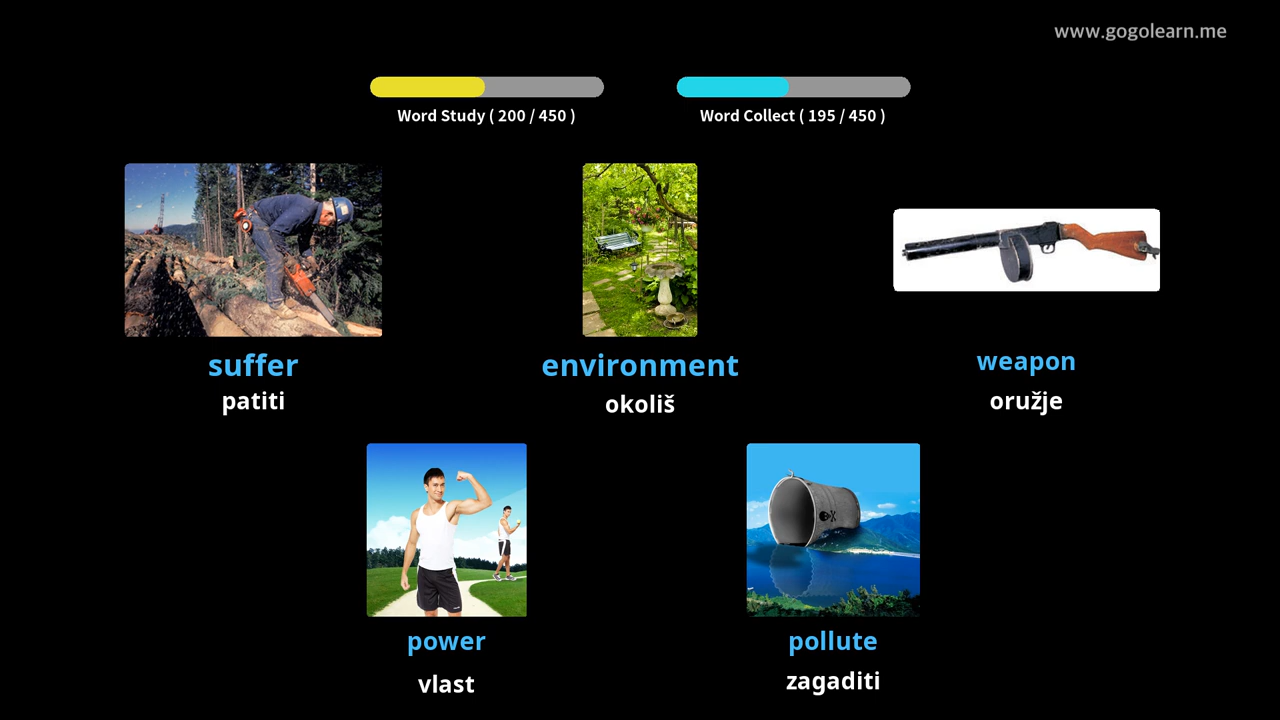 www.gogolearn.me
Word Study ( 200 / 450 )
Word Collect ( 195 / 450 )
suffer
patiti
environment
okoliš
weapon
oružje
power
vlast
pollute
zagaditi